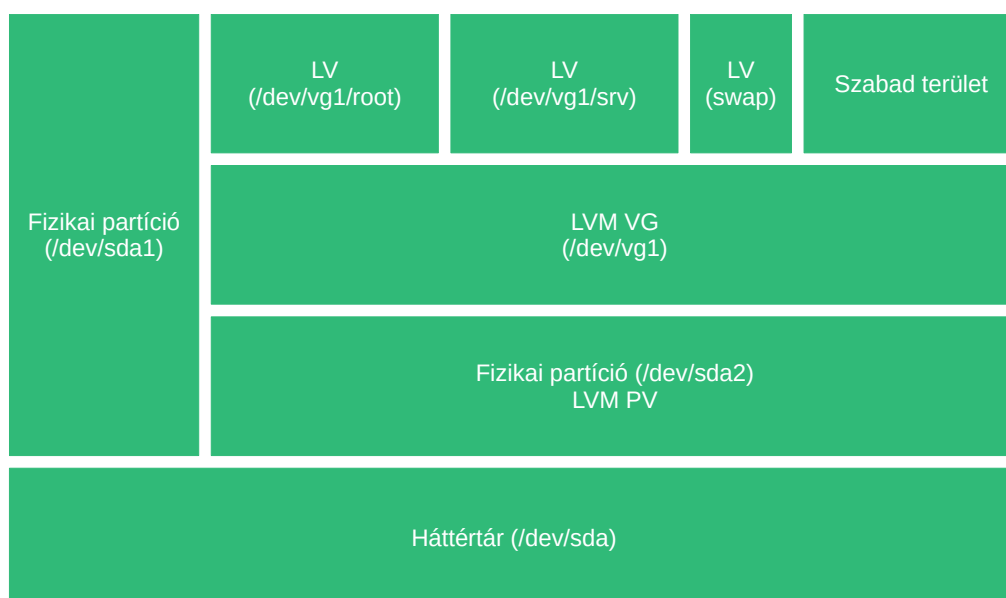 LV
(/dev/vg1/root)
LV
(/dev/vg1/srv)
LV
(swap)
Szabad terület
Fizikai partíció
(/dev/sda1)
LVM VG
(/dev/vg1)
Fizikai partíció (/dev/sda2)
LVM PV
Háttértár (/dev/sda)